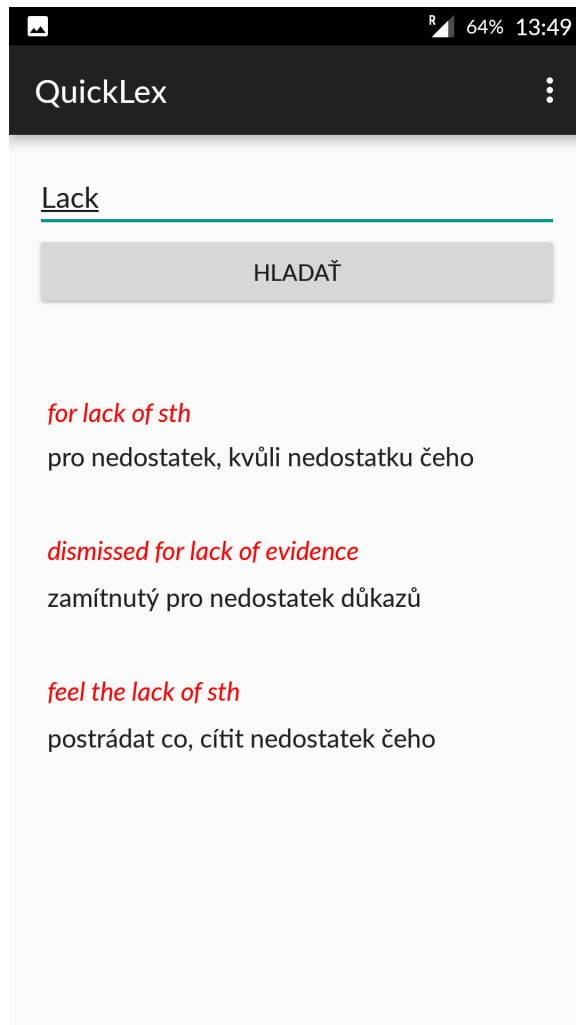 R 64% 13:49
QuickLex
Lack
HLADAŤ
for lack of sth
pro nedostatek, kvůli nedostatku čeho
dismissed for lack of evidence
zamítnutý pro nedostatek důkazů
feel the lack of sth
postrádat co, cítit nedostatek čeho